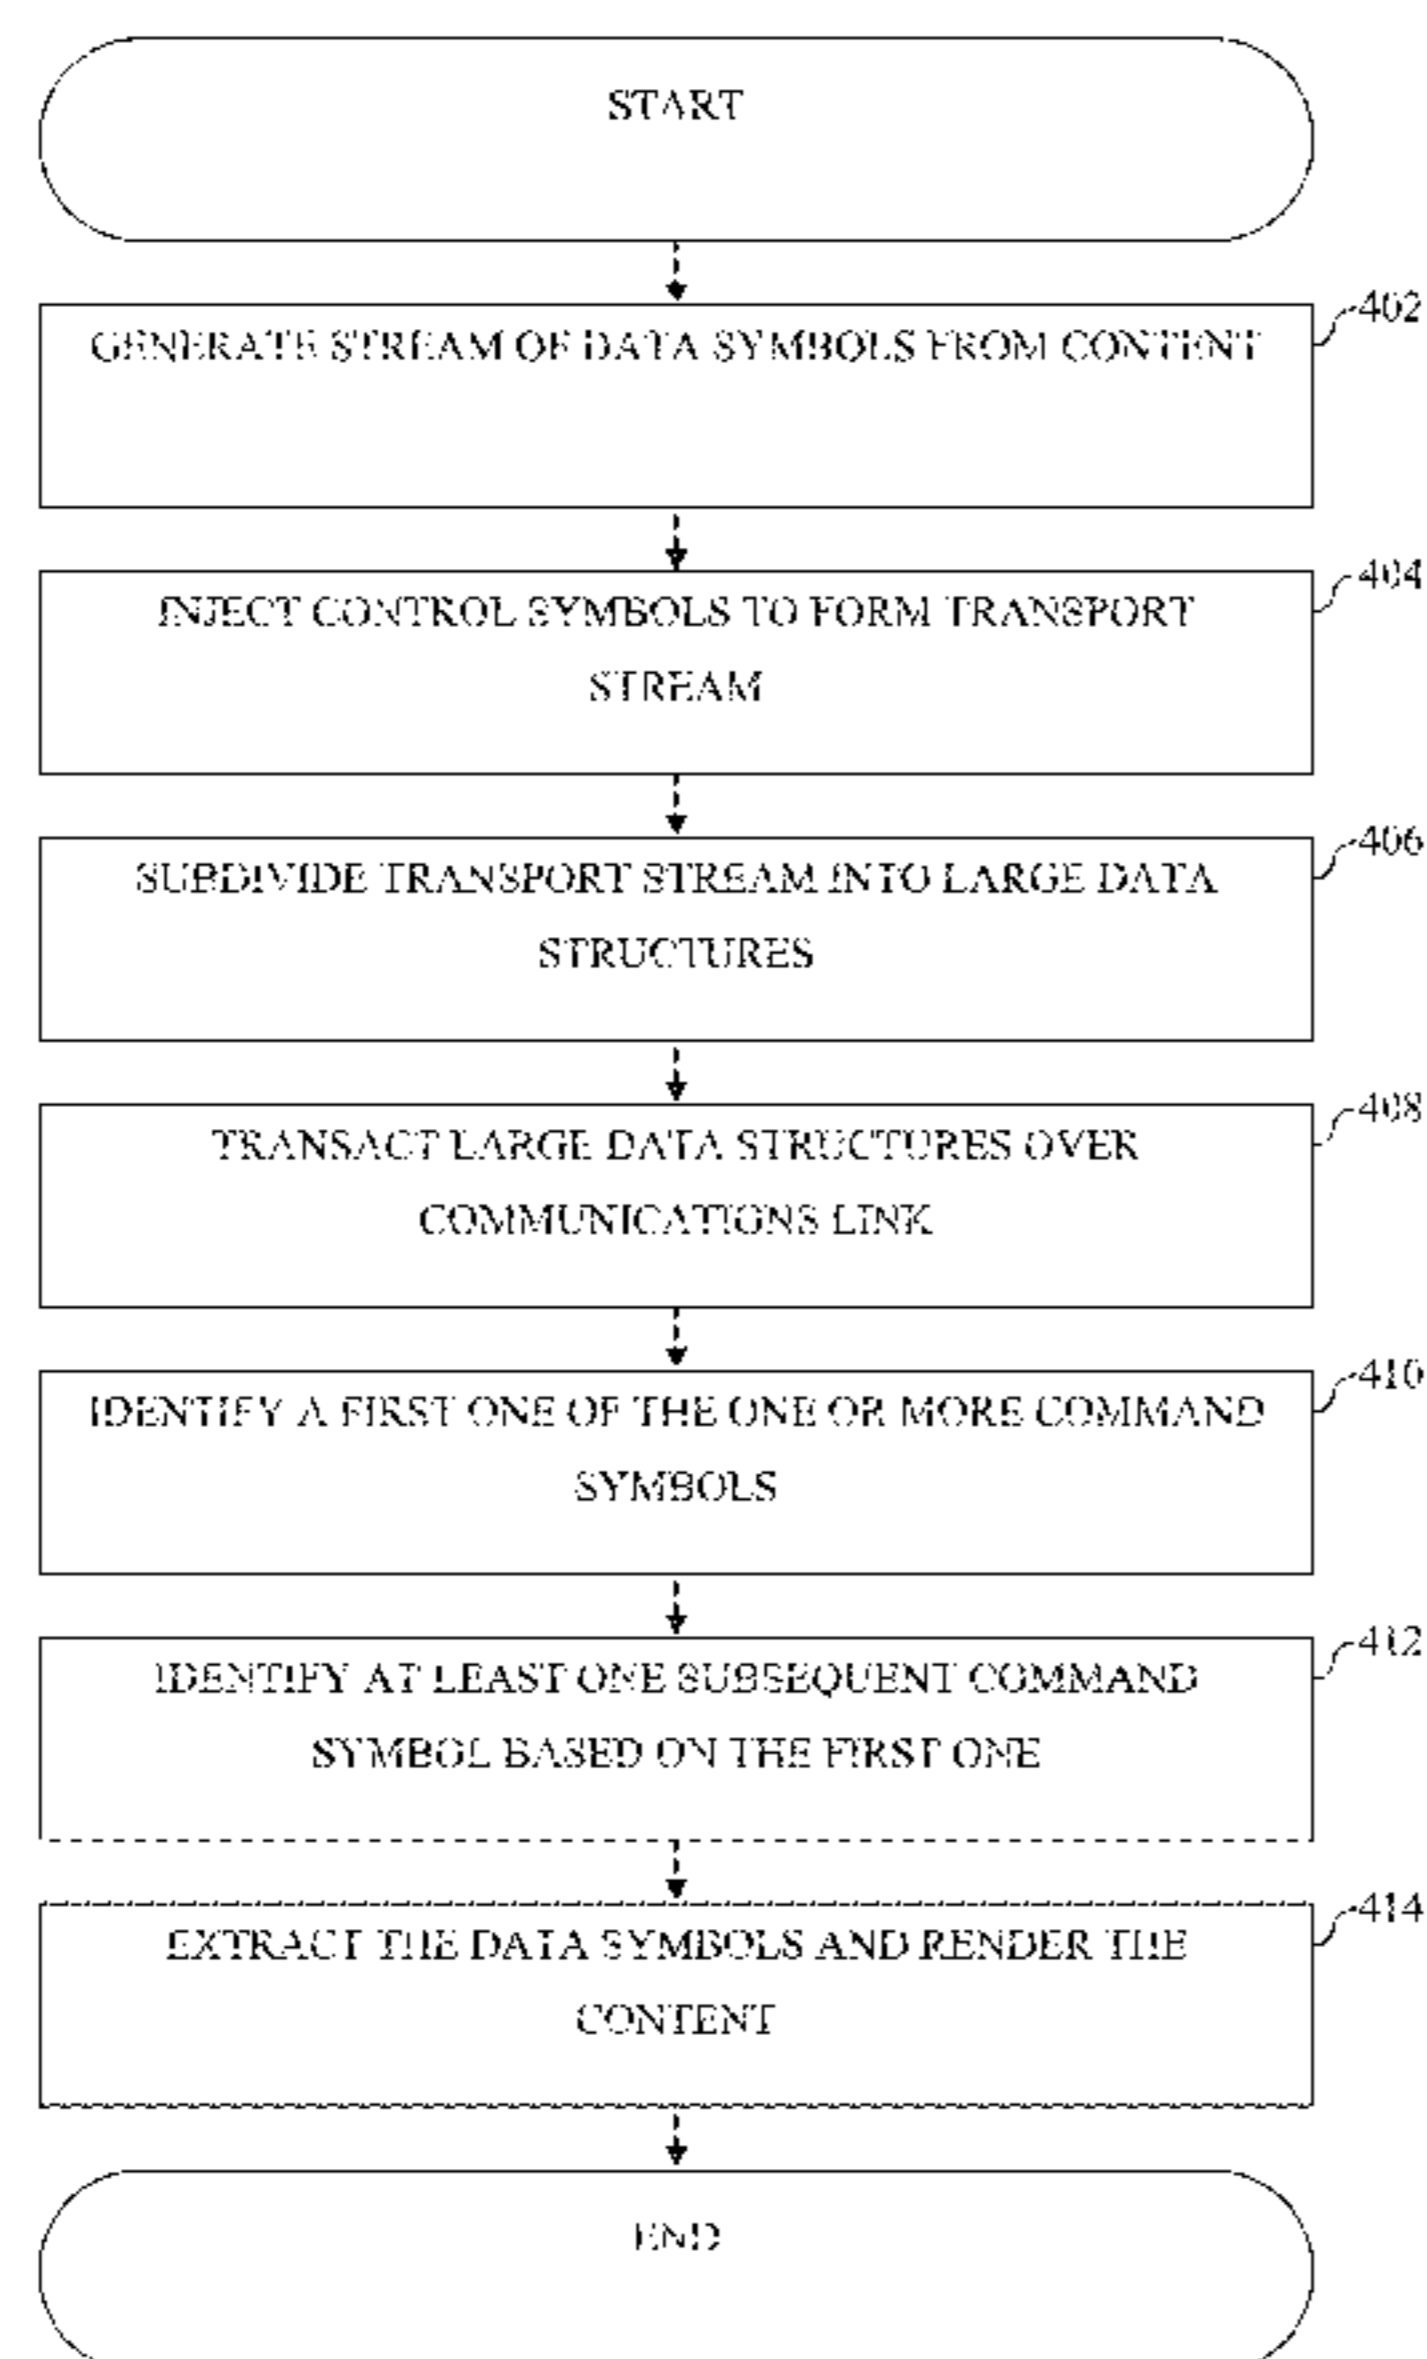 START
402
GENERATE STREAM OF DATA SYMBOLS FROM CONTENT
404
INJECT CONTROL SYMBOLS TO FORM TRANSPORT
STREAM
406
SUBDIVIDE TRANSPORT STREAM INTO LARGE DATA
STRUCTURES
408
TRANSACT LARGE DATA STRUCTURES OVER
COMMUNICATIONS LINK
410
IDENTIFY A FIRST ONE OF THE ONE OR MORE COMMAND
SYMBOLS
412
IDENTIFY AT LEAST ONE SUBSEQUENT COMMAND
SYMBOL BASED ON THE FIRST ONE
414
EXTRACT THE DATA SYMBOLS AND RENDER THE
CONTENT
END